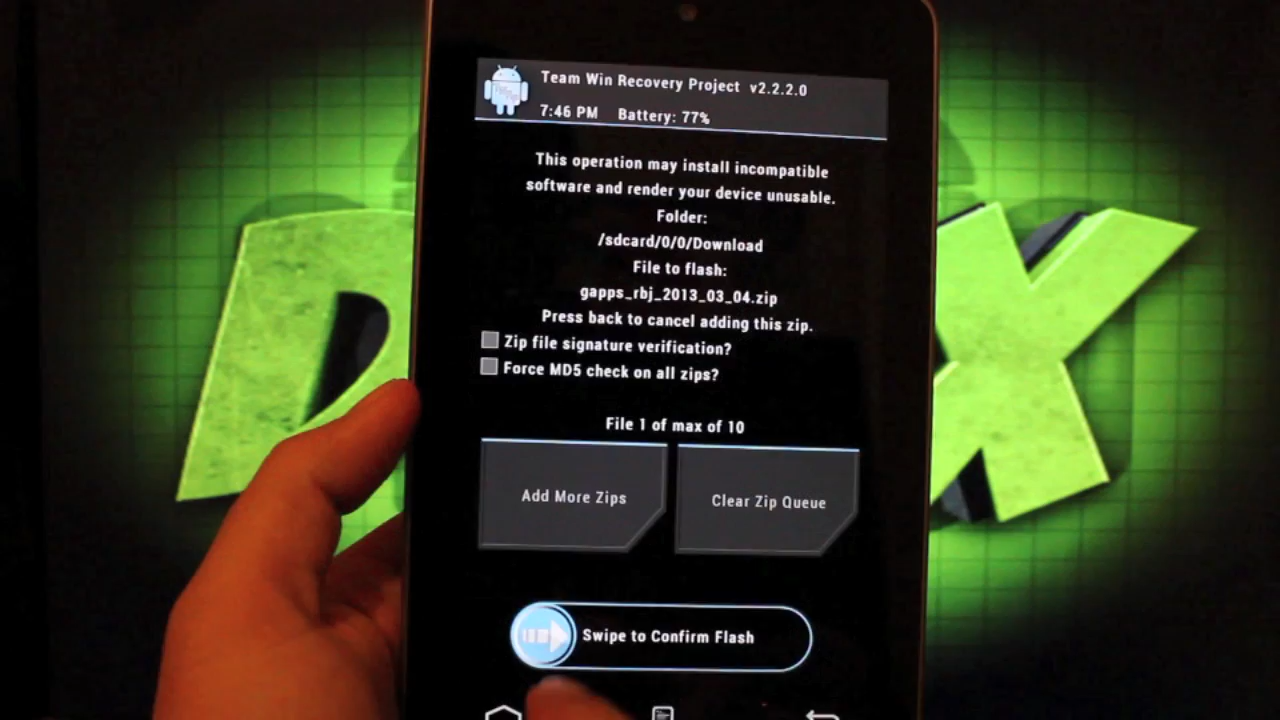 Team Win Recovery Project v2.2.2.0
7:46 PM Battery: 77%
This operation may install incompatible
software and render your device unusable.
Folder:
/sdcard/0/0/Download
File to flash:
gapps_rbj_2013_03_04.zip
Press back to cancel adding this zip.
Zip file signature verification?
Force MD5 check on all zips?
File 1 of max of 10
Add More Zips
Clear Zip Queue
Swipe to Confirm Flash